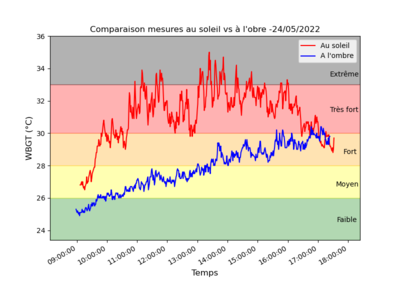 Comparaison mesures au soleil vs à l'obre -24/05/2022
36
34
32
30
28
26
24
WBGT (°C)
Au soleil
A l'ombre
Extrême
Très fort
Fort
Moyen
Faible
09:00:00
10:00:00
11:00:00
12:00:00
13:00:00
14:00:00
15:00:00
16:00:00
17:00:00
18:00:00
Temps